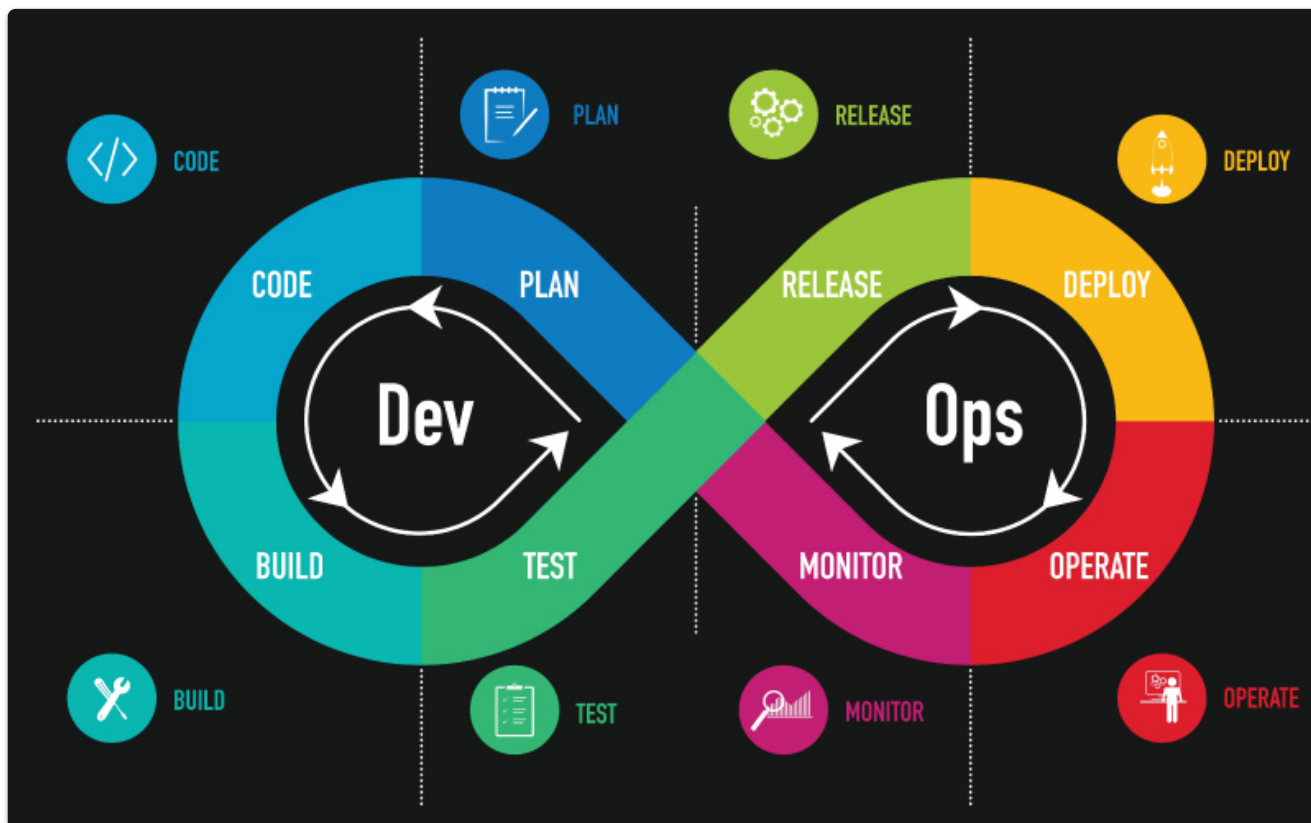 PLAN
RELEASE
CODE
DEPLOY
CODE
PLAN
RELEASE
DEPLOY
Dev
Ops
BUILD
TEST
MONITOR
OPERATE
BUILD
TEST
MONITOR
OPERATE